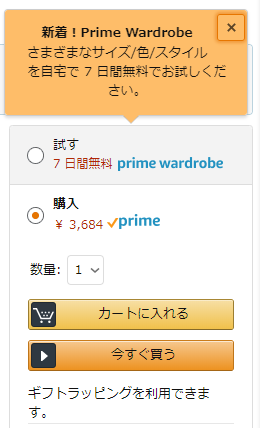 新着！Prime Wardrobe
さまざまなサイズ/色/スタイル
を自宅で 7 日間無料でお試しくだ
さい。
試す
7 日間無料 prime wardrobe
購入
￥ 3,684 prime
数量: 1
カートに入れる
今すぐ買う
ギフトラッピングを利用できま
す。